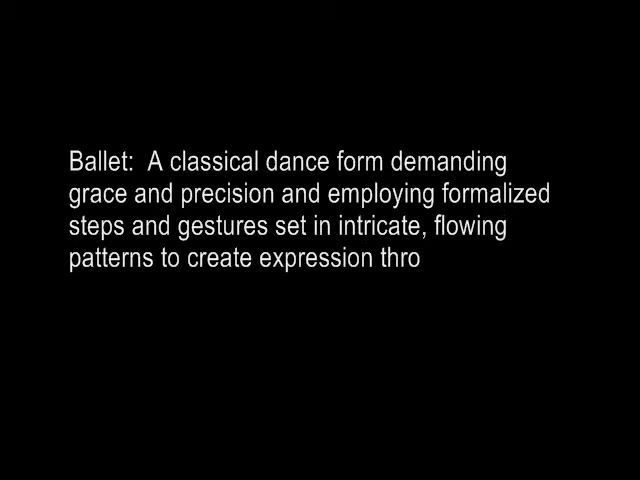 Ballet:  A classical dance form demanding
grace and precision and employing formalized
steps and gestures set in intricate, flowing
patterns to create expression thro